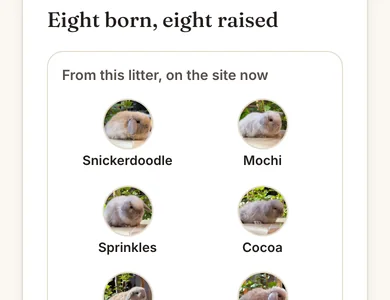 Eight born, eight raised
From this litter, on the site now
Snickerdoodle
Mochi
Sprinkles
Cocoa